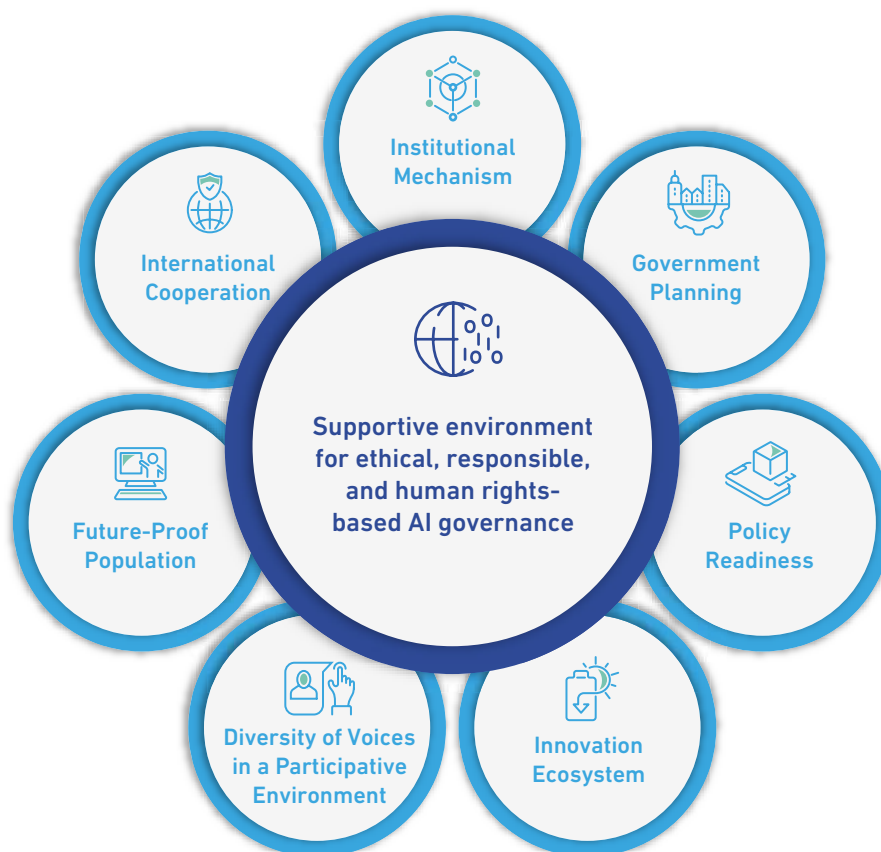 Institutional
Mechanism
International
Cooperation
Government
Planning
Supportive environment
for ethical, responsible,
and human rights-
based AI governance
Future-Proof
Population
Policy
Readiness
Diversity of Voices
in a Participative
Environment
Innovation
Ecosystem